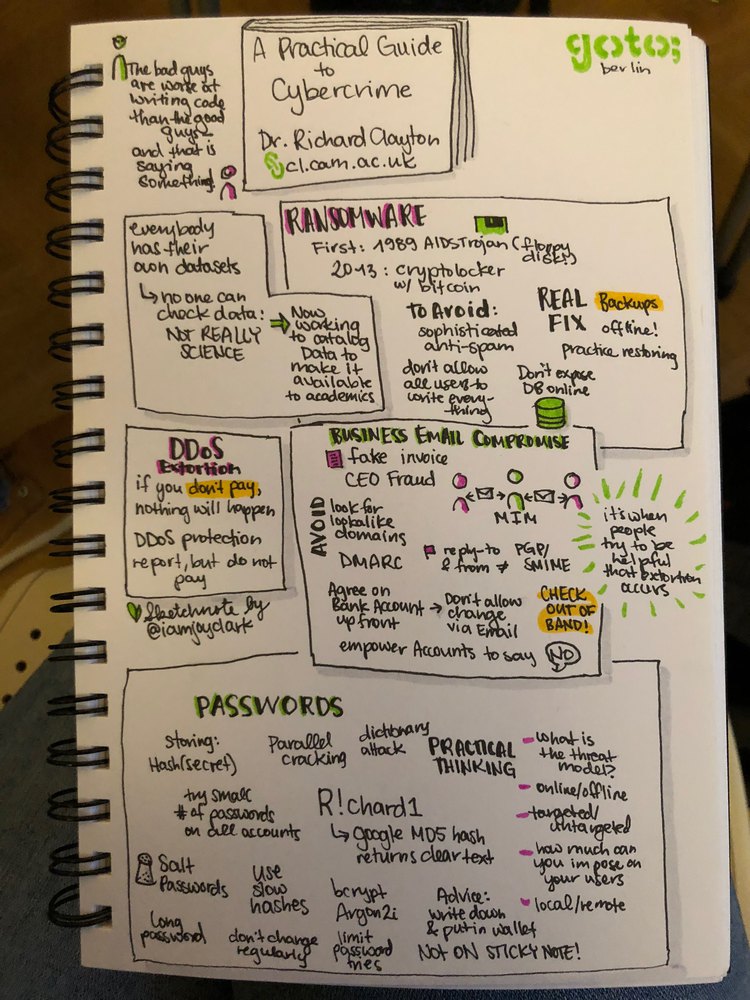 goto;
berlin
A Practical Guide
to
Cybercrime
Dr. Richard Clayton
cl.cam.ac.uk
The bad guys
are worse at
writing code
than the good
guys
and that is
saying
something!
everybody
has their
own datasets
↳ no one can
check data:
NOT REALLY
SCIENCE
⇒ Now
working
to catalog
Data to
make it
available
to academics
RANSOMWARE
First: 1989 AIDSTrojan (floppy
disk!)
2013: cryptolocker
w/ bitcoin
To Avoid:
sophisticated
anti-spam
don't allow
all users to
write every-
thing
REAL
FIX
Backups
offline!
practice restoring
Don't expose
DB online
DDoS
Extortion
if you don't pay,
nothing will happen
DDoS protection
report, but do not
pay
Sketchnote by
@iamjoyclark
BUSINESS EMAIL COMPROMISE
fake invoice
CEO Fraud
MIM
AVOID
look for
lookalike
domains
DMARC
reply-to
& from ≠
PGP/
SMIME
Agree on
Bank Account
up front
→ Don't allow
change
via Email
CHECK
OUT OF
BAND!
empower Accounts to say NO
it's when
people
try to be
helpful
that extortion
occurs
PASSWORDS
Storing:
Hash(secret)
Parallel
cracking
dictionary
attack
try small
# of passwords
on all accounts
R!chard1
↳ google MD5 hash
returns clear text
PRACTICAL
THINKING
- what is
the threat
model?
- online/offline
- targeted/
untargeted
- how much can
you impose on
your users
- local/remote
Salt
Passwords
use
slow
hashes
bcrypt
Argon2i
Advice:
write down
& put in wallet
NOT ON STICKY NOTE!
Long
password
don't change
regularly
limit
password
tries